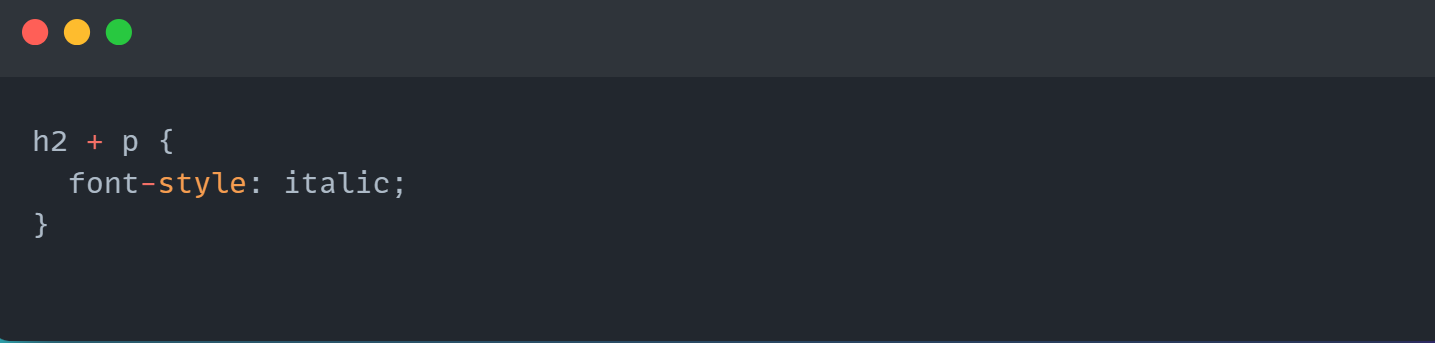 h2 + p {
  font-style: italic;
}